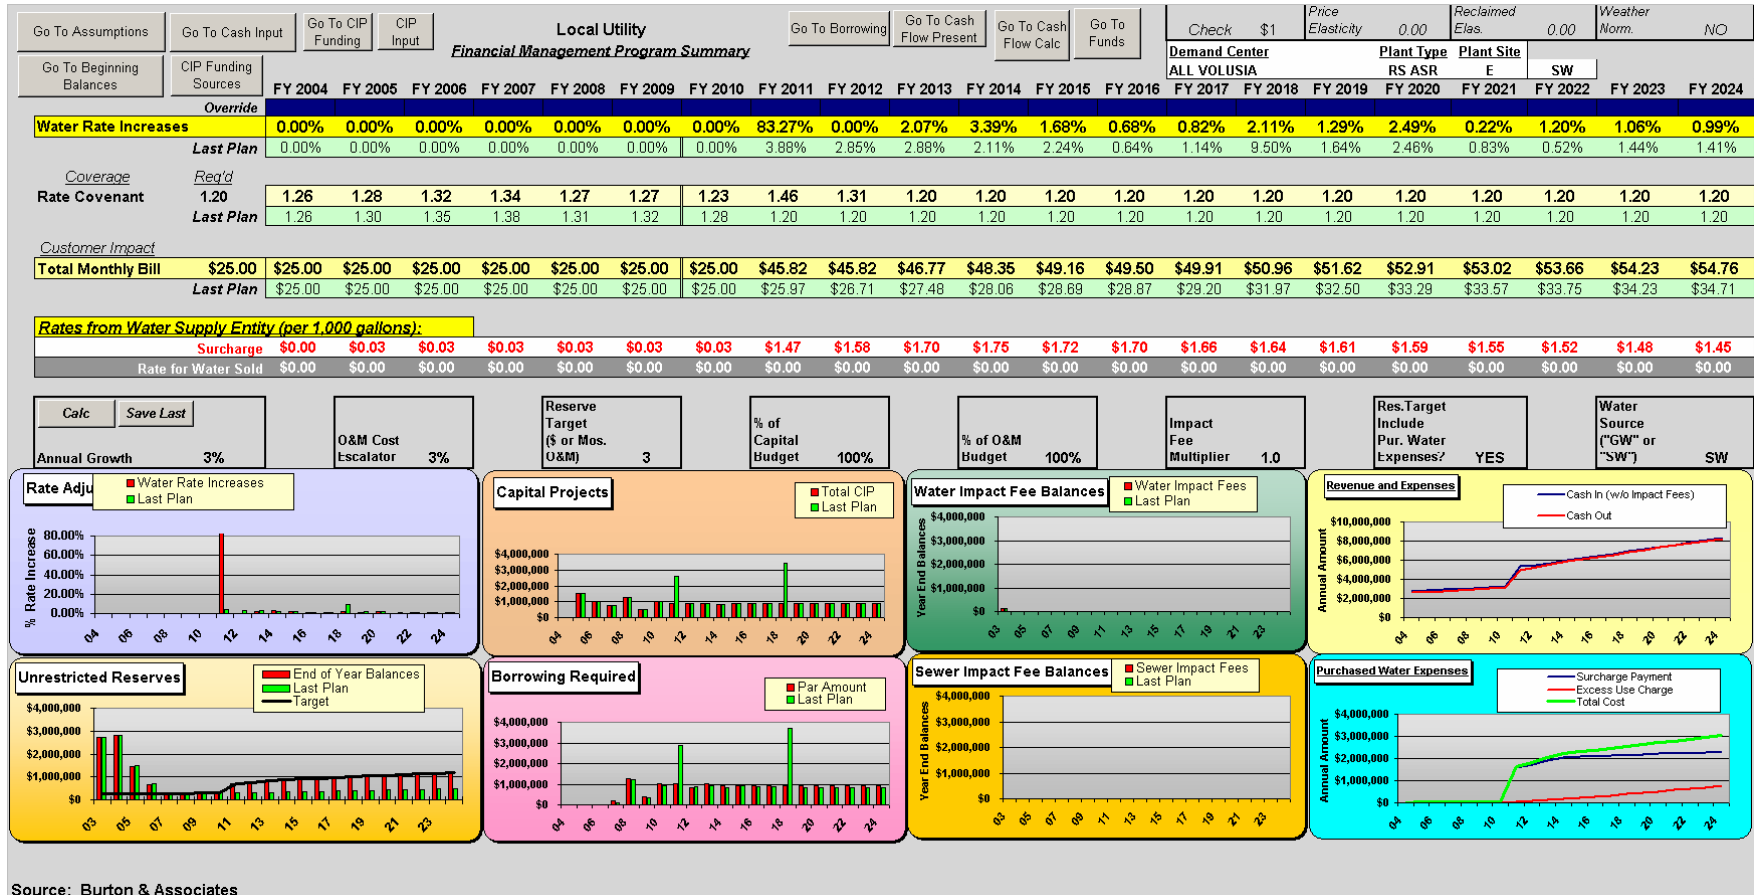 Go To Assumptions Go To Cash Input Go To CIP Funding CIP Input Local Utility Go To Borrowing Go To Cash Flow Present Go To Cash Flow Calc Go To Funds Check $1 Price Elasticity 0.00 Reclaimed Elas. 0.00 Weather Norm. NO
Financial Management Program Summary
Demand Center Plant Type Plant Site
Go To Beginning Balances CIP Funding Sources ALL VOLUSIA RS ASR E SW
FY 2004 FY 2005 FY 2006 FY 2007 FY 2008 FY 2009 FY 2010 FY 2011 FY 2012 FY 2013 FY 2014 FY 2015 FY 2016 FY 2017 FY 2018 FY 2019 FY 2020 FY 2021 FY 2022 FY 2023 FY 2024
Override
Water Rate Increases 0.00% 0.00% 0.00% 0.00% 0.00% 0.00% 0.00% 83.27% 0.00% 2.07% 3.39% 1.68% 0.68% 0.82% 2.11% 1.29% 2.49% 0.22% 1.20% 1.06% 0.99%
Last Plan 0.00% 0.00% 0.00% 0.00% 0.00% 0.00% 0.00% 3.88% 2.85% 2.88% 2.11% 2.24% 0.64% 1.14% 9.50% 1.64% 2.46% 0.83% 0.52% 1.44% 1.41%
Coverage Req'd
Rate Covenant 1.20 1.26 1.28 1.32 1.34 1.27 1.27 1.23 1.46 1.31 1.20 1.20 1.20 1.20 1.20 1.20 1.20 1.20 1.20 1.20 1.20 1.20
Last Plan 1.26 1.30 1.35 1.38 1.31 1.32 1.28 1.20 1.20 1.20 1.20 1.20 1.20 1.20 1.20 1.20 1.20 1.20 1.20 1.20 1.20
Customer Impact
Total Monthly Bill $25.00 $25.00 $25.00 $25.00 $25.00 $25.00 $25.00 $25.00 $45.82 $45.82 $46.77 $48.35 $49.16 $49.50 $49.91 $50.96 $51.62 $52.91 $53.02 $53.66 $54.23 $54.76
Last Plan $25.00 $25.00 $25.00 $25.00 $25.00 $25.00 $25.00 $25.97 $26.71 $27.48 $28.06 $28.69 $28.87 $29.20 $31.97 $32.50 $33.29 $33.57 $33.75 $34.23 $34.71
Rates from Water Supply Entity (per 1,000 gallons):
Surcharge $0.00 $0.03 $0.03 $0.03 $0.03 $0.03 $0.03 $1.47 $1.58 $1.70 $1.75 $1.72 $1.70 $1.66 $1.64 $1.61 $1.59 $1.55 $1.52 $1.48 $1.45
Rate for Water Sold $0.00 $0.00 $0.00 $0.00 $0.00 $0.00 $0.00 $0.00 $0.00 $0.00 $0.00 $0.00 $0.00 $0.00 $0.00 $0.00 $0.00 $0.00 $0.00 $0.00 $0.00
Calc Save Last
Annual Growth 3%
O&M Cost
Escalator 3%
Reserve
Target
($ or Mos.
O&M) 3
% of
Capital
Budget 100%
% of O&M
Budget 100%
Impact
Fee
Multiplier 1.0
Res.Target
Include
Pur. Water
Expenses? YES
Water
Source
("GW" or
"SW") SW
Rate Adju
Water Rate Increases
Last Plan
% Rate Increase
80.00%
60.00%
40.00%
20.00%
0.00%
04 06 08 10 12 14 16 18 20 22 24
Capital Projects
Total CIP
Last Plan
$4,000,000
$3,000,000
$2,000,000
$1,000,000
$0
04 06 08 10 12 14 16 18 20 22 24
Water Impact Fee Balances
Water Impact Fees
Last Plan
Year End Balances
$4,000,000
$3,000,000
$2,000,000
$1,000,000
$0
03 05 07 09 11 13 15 17 19 21 23
Revenue and Expenses
Cash In (w/o Impact Fees)
Cash Out
Annual Amount
$10,000,000
$8,000,000
$6,000,000
$4,000,000
$2,000,000
$0
04 06 08 10 12 14 16 18 20 22 24
Unrestricted Reserves
End of Year Balances
Last Plan
Target
$4,000,000
$3,000,000
$2,000,000
$1,000,000
$0
03 05 07 09 11 13 15 17 19 21 23
Borrowing Required
Par Amount
Last Plan
$4,000,000
$3,000,000
$2,000,000
$1,000,000
$0
04 06 08 10 12 14 16 18 20 22 24
Sewer Impact Fee Balances
Sewer Impact Fees
Last Plan
Year End Balances
$4,000,000
$3,000,000
$2,000,000
$1,000,000
$0
03 05 07 09 11 13 15 17 19 21 23
Purchased Water Expenses
Surcharge Payment
Excess Use Charge
Total Cost
Annual Amount
$4,000,000
$3,000,000
$2,000,000
$1,000,000
$0
04 06 08 10 12 14 16 18 20 22 24
Source: Burton & Associates